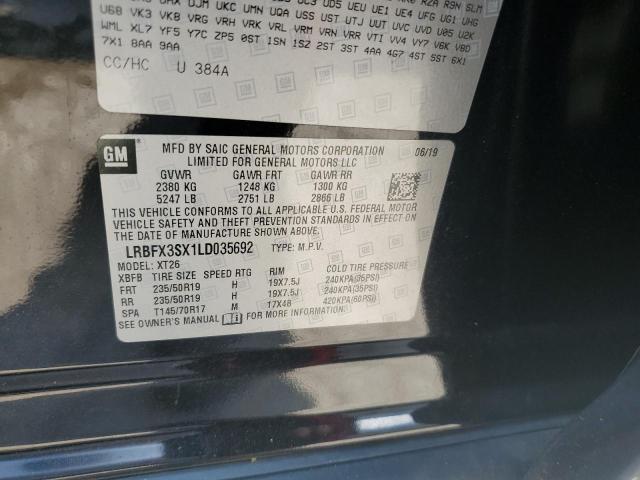 U68 VK3 VK8 VRG VRH VRK VRL VRM VRN VRR VTI VV4 VY7 V6K V8D
WML XL7 YF5 Y7C ZP5 0ST 1SN 1SZ 2ST 3ST 4AA 4G7 4ST 5ST 6X1
7X1 8AA 9AA
CC/HC U 384A
GM
MFD BY SAIC GENERAL MOTORS CORPORATION 06/19
LIMITED FOR GENERAL MOTORS LLC
GVWR GAWR FRT GAWR RR
2380 KG 1248 KG 1300 KG
5247 LB 2751 LB 2866 LB
THIS VEHICLE CONFORMS TO ALL APPLICABLE U.S. FEDERAL MOTOR
VEHICLE SAFETY AND THEFT PREVENTION STANDARDS
IN EFFECT ON THE DATE OF MANUFACTURE SHOWN ABOVE.
LRBFX3SX1LD035692 TYPE: M.P.V.
MODEL: XT26
XBFB TIRE SIZE SPEED RTG RIM COLD TIRE PRESSURE
FRT 235/50R19 H 19X7.5J 240KPA(35PSI)
RR 235/50R19 H 19X7.5J 240KPA(35PSI)
SPA T145/70R17 M 17X4B 420KPA(60PSI)
SEE OWNER'S MANUAL FOR MORE INFORMATION